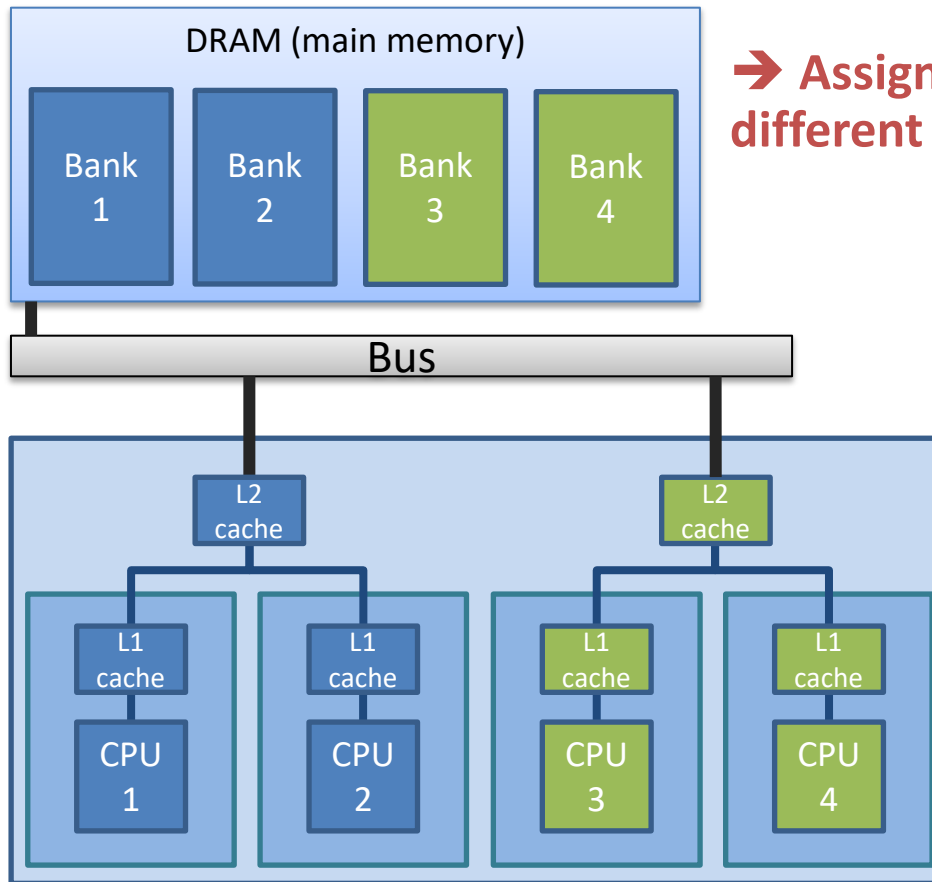 DRAM (main memory)
➔ Assign
different
Bank
1
Bank
2
Bank
3
Bank
4
Bus
L2
cache
L2
cache
L1
cache
L1
cache
L1
cache
L1
cache
CPU
1
CPU
2
CPU
3
CPU
4